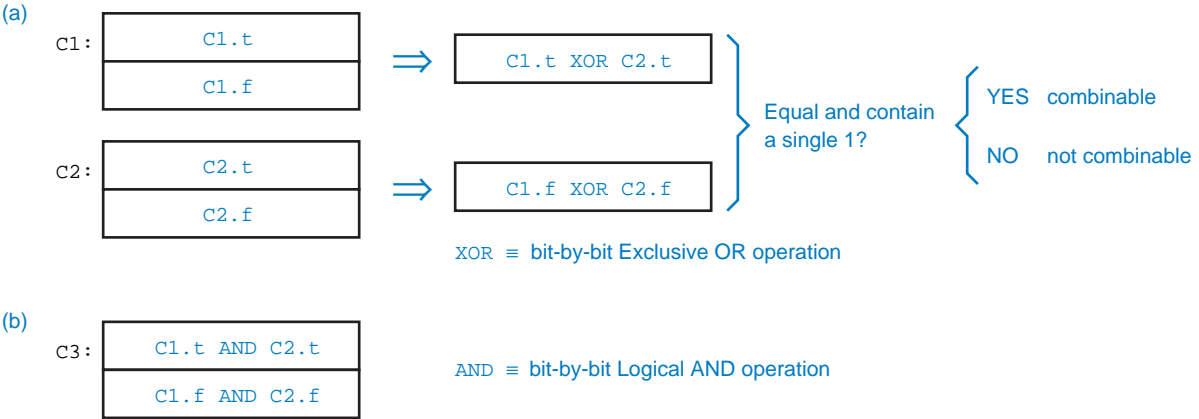 (a)
C1:
C1.t
C1.f
C1.t XOR C2.t
Equal and contain
a single 1?
YES combinable
NO not combinable
C2:
C2.t
C2.f
C1.f XOR C2.f
XOR ≡ bit-by-bit Exclusive OR operation
(b)
C3:
C1.t AND C2.t
C1.f AND C2.f
AND ≡ bit-by-bit Logical AND operation